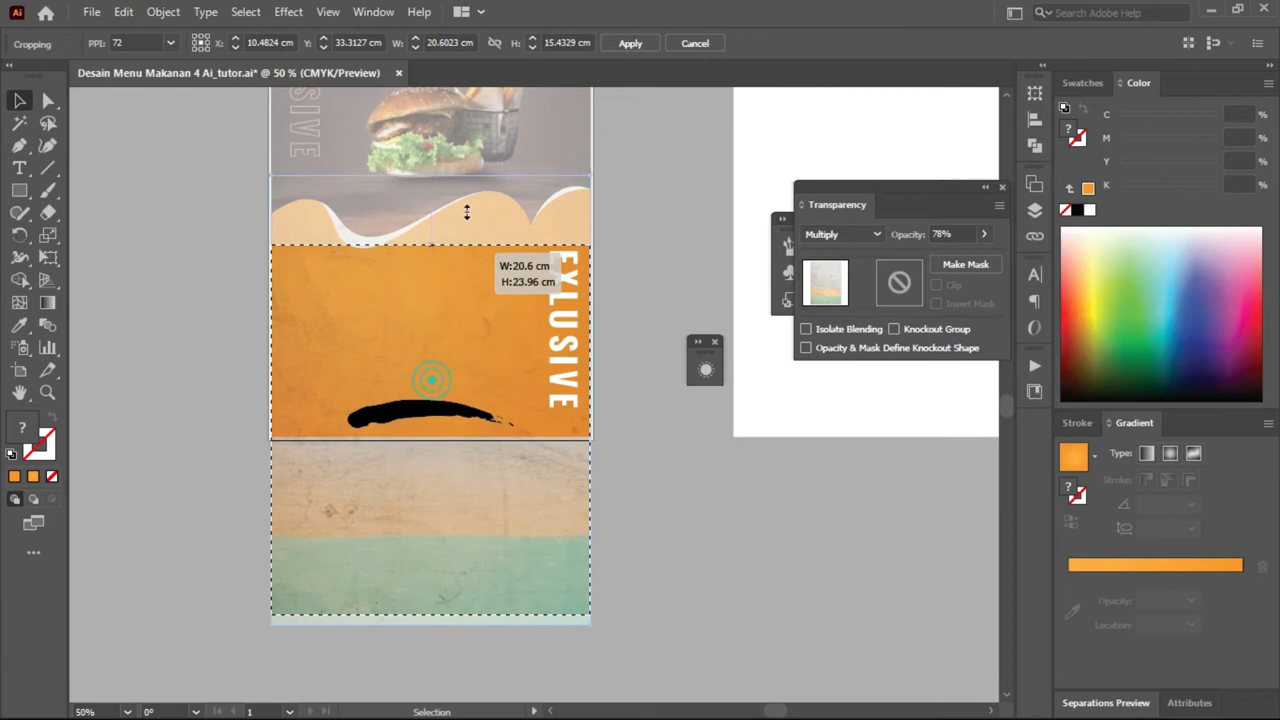 Ai
File Edit Object Type Select Effect View Window Help
Search Adobe Help
Cropping PPI: 72 X: 10.4824 cm Y: 33.3127 cm W: 20.6023 cm H: 15.4329 cm Apply Cancel
Desain Menu Makanan 4 Ai_tutor.ai* @ 50 % (CMYK/Preview)
Swatches Color
C %
M %
Y %
K %
Transparency
Multiply Opacity: 78%
Make Mask
Clip
Invert Mask
Isolate Blending Knockout Group
Opacity & Mask Define Knockout Shape
W:20.6 cm
H:23.96 cm
EXLUSIVE
Stroke Gradient
Type:
Stroke:
Opacity:
Location:
Separations Preview Attributes
50% 0° 1 Selection